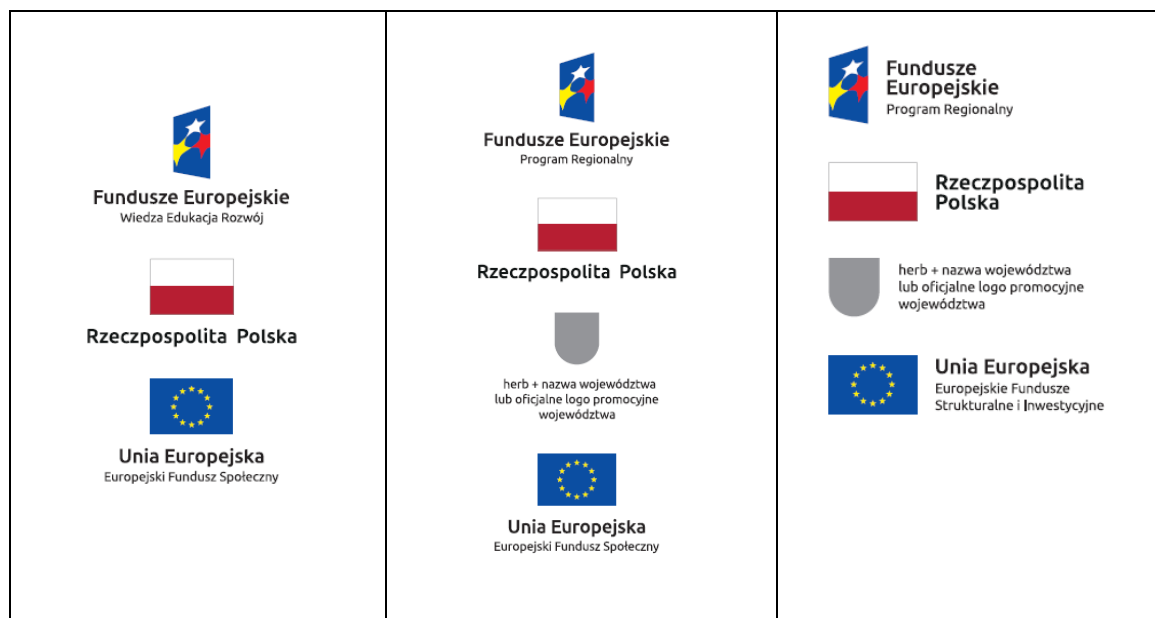 Fundusze Europejskie
Wiedza Edukacja Rozwój
Rzeczpospolita Polska
Unia Europejska
Europejski Fundusz Społeczny
Fundusze Europejskie
Program Regionalny
Rzeczpospolita Polska
herb + nazwa województwa
lub oficjalne logo promocyjne
województwa
Unia Europejska
Europejski Fundusz Społeczny
Fundusze
Europejskie
Program Regionalny
Rzeczpospolita
Polska
herb + nazwa województwa
lub oficjalne logo promocyjne
województwa
Unia Europejska
Europejskie Fundusze
Strukturalne i Inwestycyjne